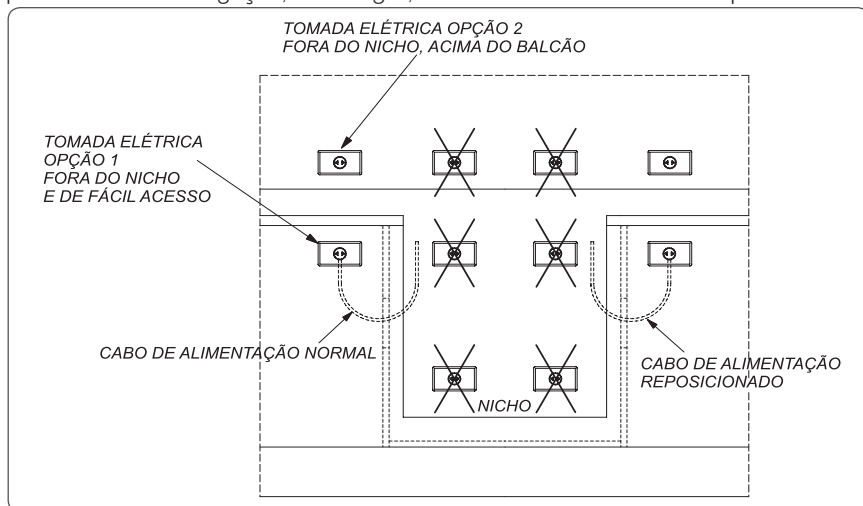 TOMADA ELÉTRICA OPÇÃO 2
FORA DO NICHO, ACIMA DO BALCÃO
TOMADA ELÉTRICA
OPÇÃO 1
FORA DO NICHO
E DE FÁCIL ACESSO
CABO DE ALIMENTAÇÃO NORMAL
CABO DE ALIMENTAÇÃO
REPOSICIONADO
NICHO